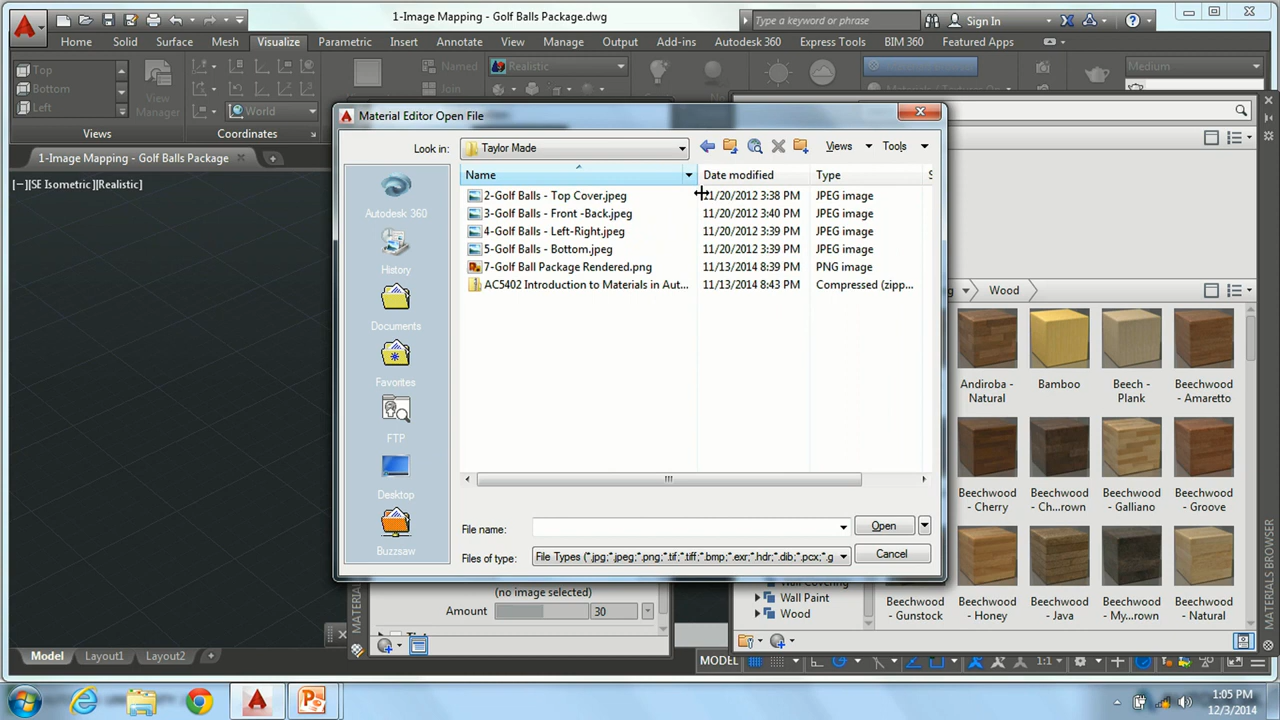 1-Image Mapping - Golf Balls Package.dwg
Type a keyword or phrase
Sign In
Home Solid Surface Mesh Visualize Parametric Insert Annotate View Manage Output Add-ins Autodesk 360 Express Tools BIM 360 Featured Apps
Top
Bottom
Left
View
Manager
World
Named
Join
Realistic
Medium
Views
Coordinates
1-Image Mapping - Golf Balls Package
[−]|SE Isometric|Realistic]
Material Editor Open File
Look in:
Taylor Made
Views
Tools
Name
Date modified
Type
S
2-Golf Balls - Top Cover.jpeg 11/20/2012 3:38 PM JPEG image
3-Golf Balls - Front -Back.jpeg 11/20/2012 3:40 PM JPEG image
4-Golf Balls - Left-Right.jpeg 11/20/2012 3:39 PM JPEG image
5-Golf Balls - Bottom.jpeg 11/20/2012 3:39 PM JPEG image
7-Golf Ball Package Rendered.png 11/13/2014 8:39 PM PNG image
AC5402 Introduction to Materials in Aut... 11/13/2014 8:43 PM Compressed (zipp...
Autodesk 360
History
Documents
Favorites
FTP
Desktop
Buzzsaw
File name:
Open
Files of type:
File Types (*.jpg;*.jpeg;*.png;*.tif;*.tiff;*.bmp;*.exr;*.hdr;*.dib;*.pcx;*.g
Cancel
Wood
Andiroba -
Natural
Bamboo
Beech -
Plank
Beechwood
- Amaretto
Beechwood
- Cherry
Beechwood
- Ch...rown
Beechwood
- Galliano
Beechwood
- Groove
Beechwood
- Gunstock
Beechwood
- Honey
Beechwood
- Java
Beechwood
- My...rown
Beechwood
- Natural
Wall Covering
Wall Paint
Wood
(no image selected)
Amount
30
Tint
MATERIALS
MATERIALS BROWSER
Model Layout1 Layout2
MODEL
1:1
1:05 PM
12/3/2014